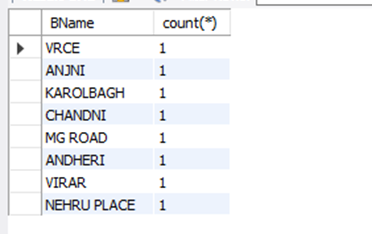 BName count(*)
VRCE 1
ANJNI 1
KAROLBAGH 1
CHANDNI 1
MG ROAD 1
ANDHERI 1
VIRAR 1
NEHRU PLACE 1